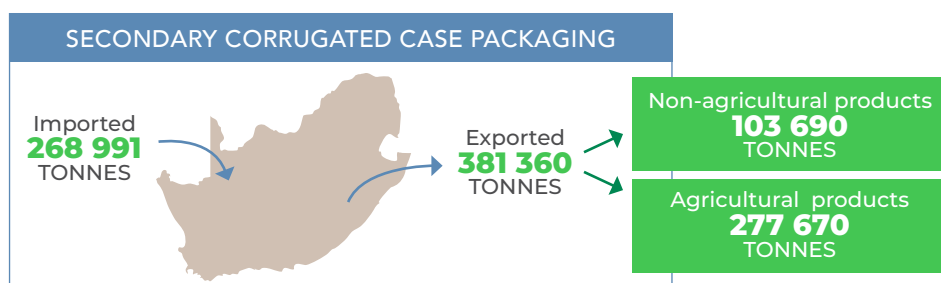 SECONDARY CORRUGATED CASE PACKAGING
Imported
268 991
TONNES
Exported
381 360
TONNES
Non-agricultural products
103 690
TONNES
Agricultural products
277 670
TONNES